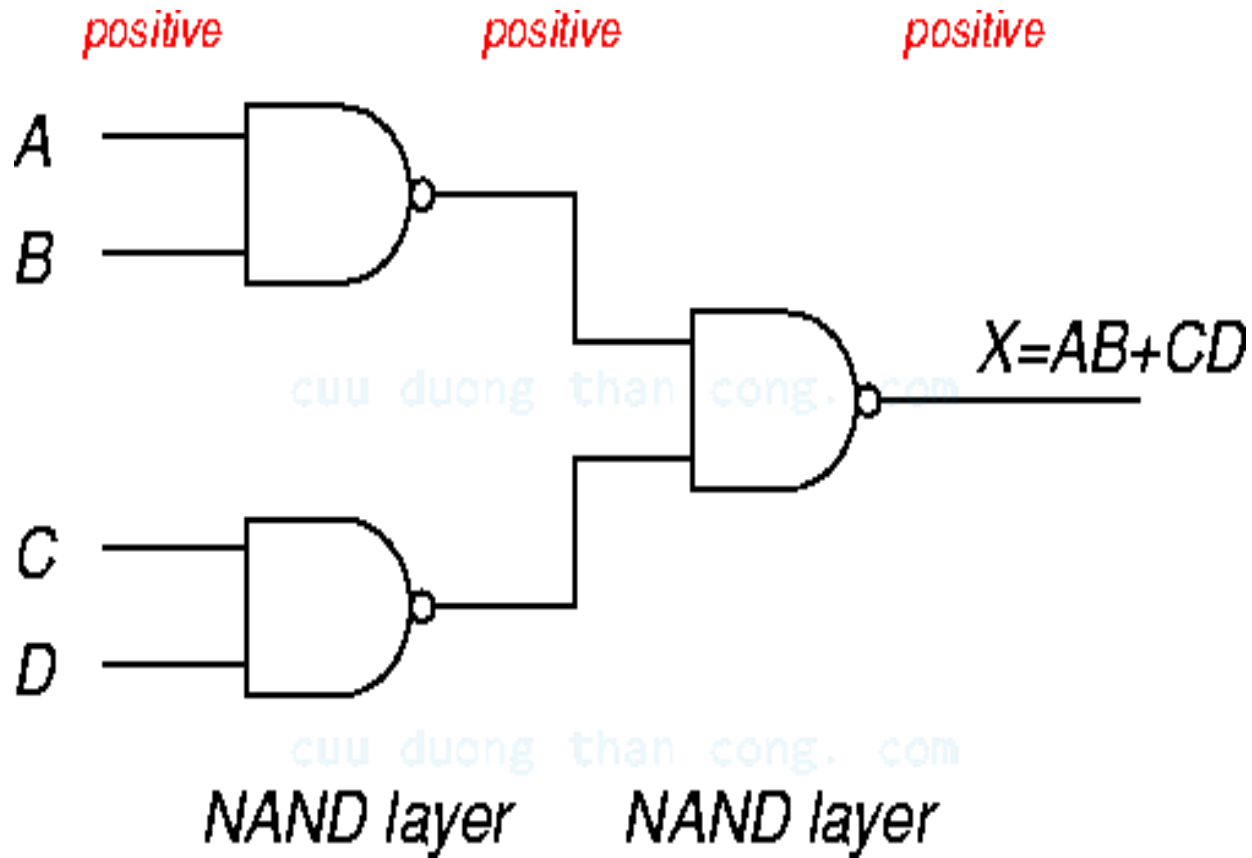 positive positive positive
A
B
X=AB+CD
cuu duong than cong. com
C
D
cuu duong than cong. com
NAND layer NAND layer